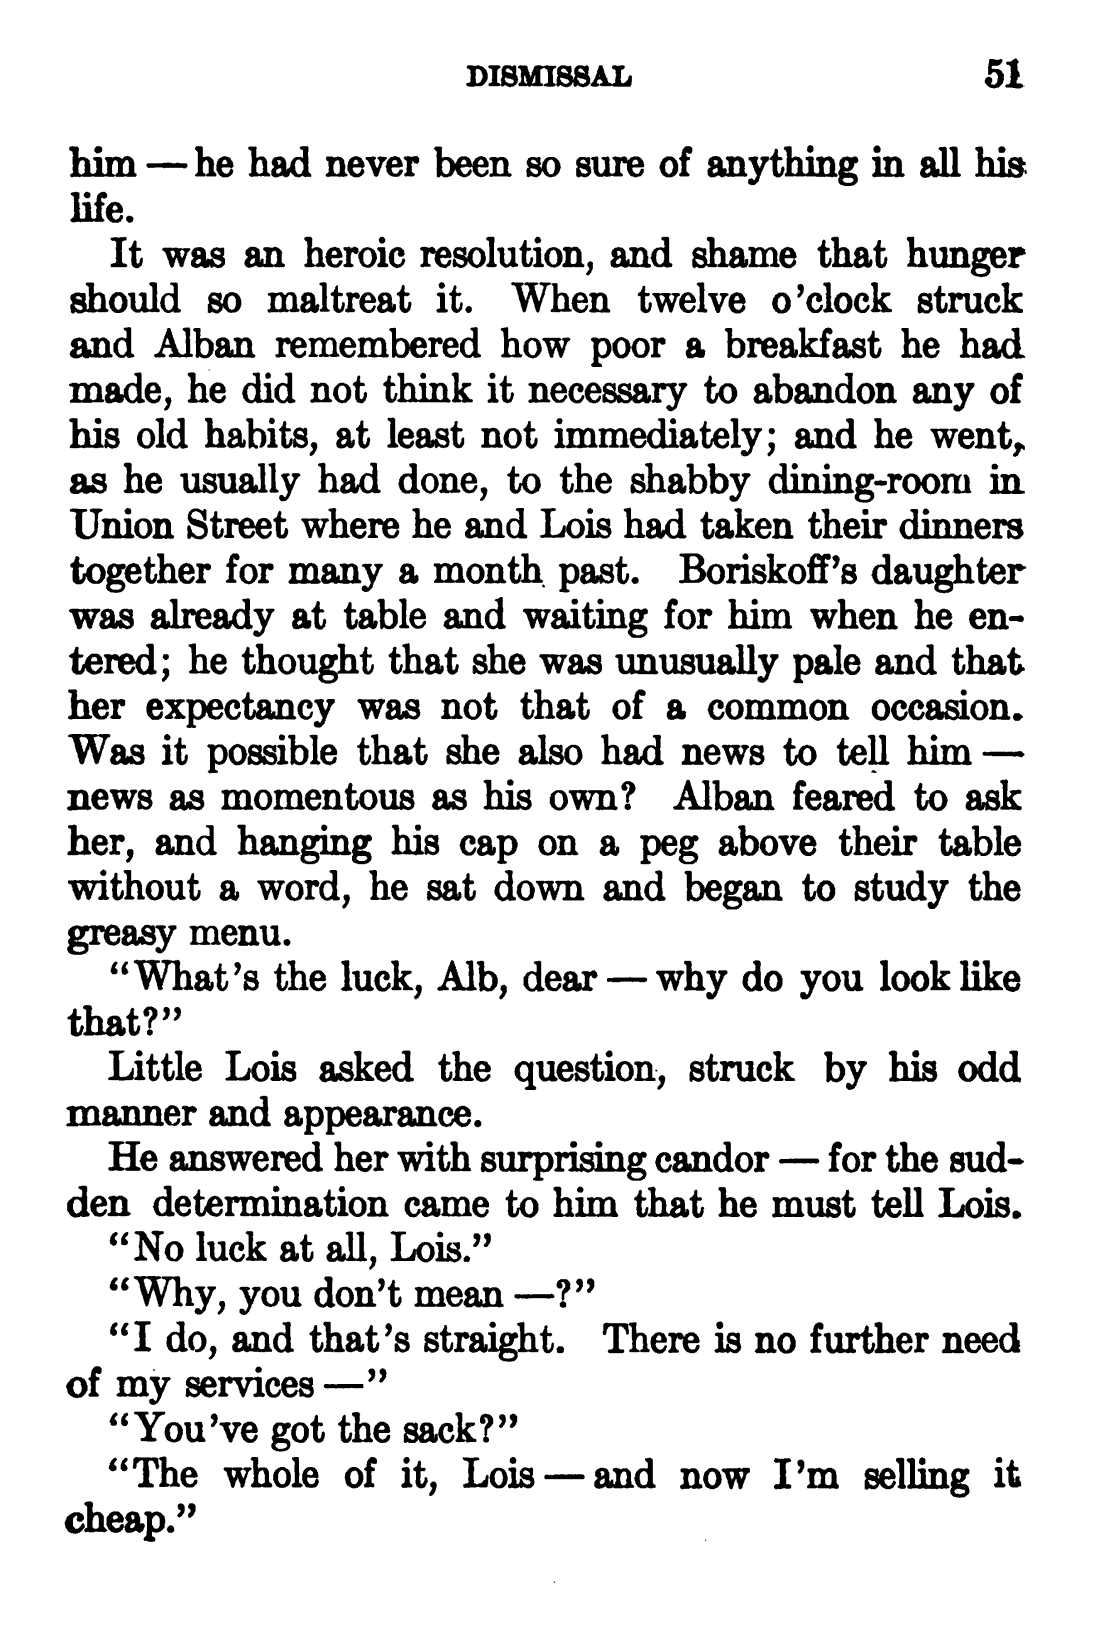 DISMISSAL 51
him — he had never been so sure of anything in all his
life.
It was an heroic resolution, and shame that hunger
should so maltreat it. When twelve o'clock struck
and Alban remembered how poor a breakfast he had
made, he did not think it necessary to abandon any of
his old habits, at least not immediately; and he went,
as he usually had done, to the shabby dining-room in
Union Street where he and Lois had taken their dinners
together for many a month past. Boriskoff's daughter
was already at table and waiting for him when he en-
tered; he thought that she was unusually pale and that
her expectancy was not that of a common occasion.
Was it possible that she also had news to tell him —
news as momentous as his own? Alban feared to ask
her, and hanging his cap on a peg above their table
without a word, he sat down and began to study the
greasy menu.
"What's the luck, Alb, dear — why do you look like
that?"
Little Lois asked the question, struck by his odd
manner and appearance.
He answered her with surprising candor — for the sud-
den determination came to him that he must tell Lois.
"No luck at all, Lois."
"Why, you don't mean —?"
"I do, and that's straight. There is no further need
of my services —"
"You've got the sack?"
"The whole of it, Lois — and now I'm selling it
cheap."